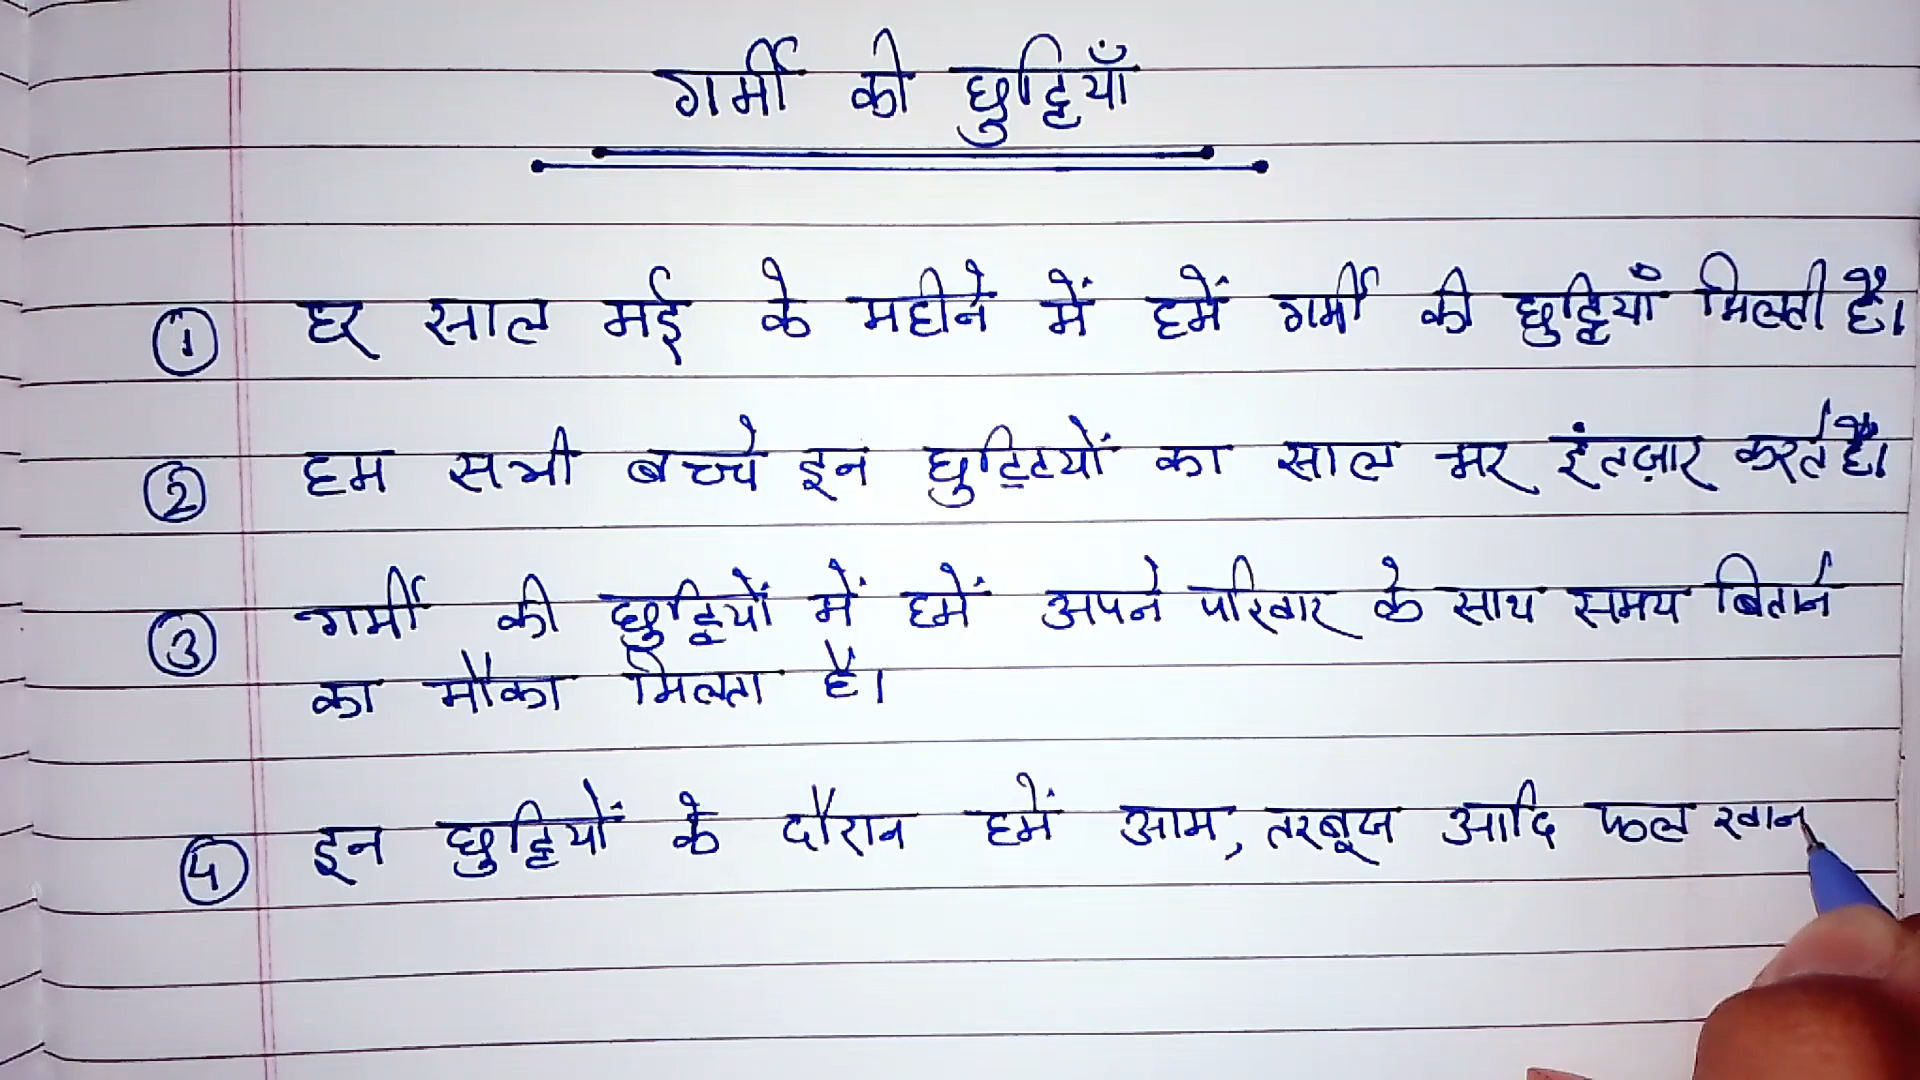 गर्मी की छुट्टियाँ
① हर साल मई के महीने में हमें गर्मी की छुट्टियाँ मिलती है।
② हम सभी बच्चे इन छुट्टियों का साल भर इंतज़ार करते है।
③ गर्मी की छुट्टियों में हमें अपने परिवार के साथ समय बिताने
का मौका मिलता है।
④ इन छुट्टियों के दौरान हमें आम, तरबूज आदि फल खान